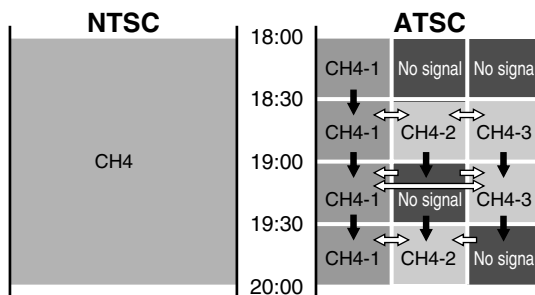 NTSC
ATSC
18:00
CH4-1
No signal
No signa
18:30
CH4-1
CH4-2
CH4-3
CH4
19:00
CH4-1
No signal
CH4-3
19:30
CH4-1
CH4-2
No signa
20:00